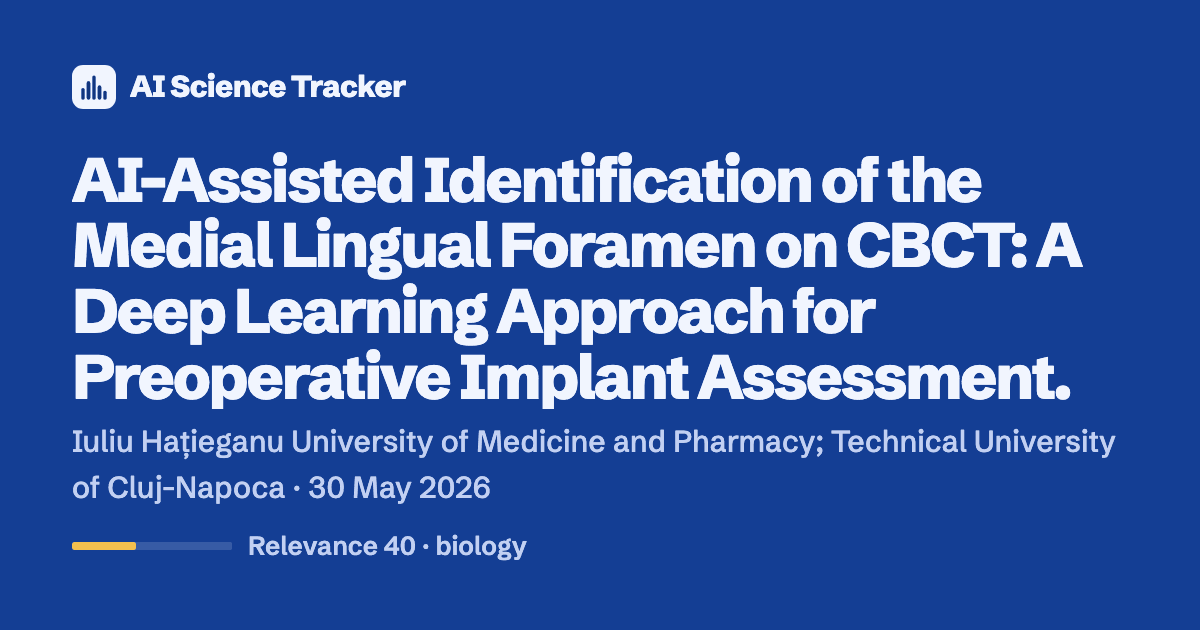 AI Science Tracker
AI-Assisted Identification of the
Medial Lingual Foramen on CBCT: A
Deep Learning Approach for
Preoperative Implant Assessment.
Iuliu Hațieganu University of Medicine and Pharmacy; Technical University
of Cluj-Napoca · 30 May 2026
Relevance 40 · biology